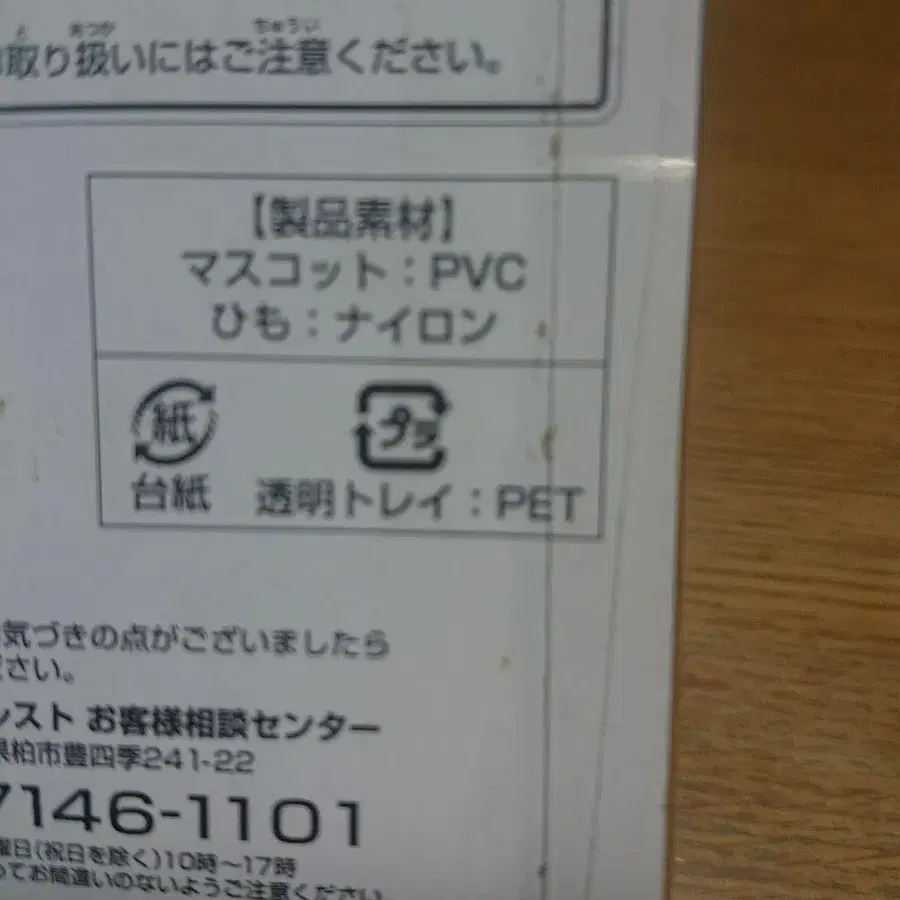 取り扱いにはご注意ください。
【製品素材】
マスコット：PVC
ひも：ナイロン
紙
プラ
台紙
透明トレイ：PET
気づきの点がございましたら
ださい。
スト お客様相談センター
県柏市豊四季241-22
7146-1101
曜日(祝日を除く)10時～17時
てお間違いのないようご注意ください